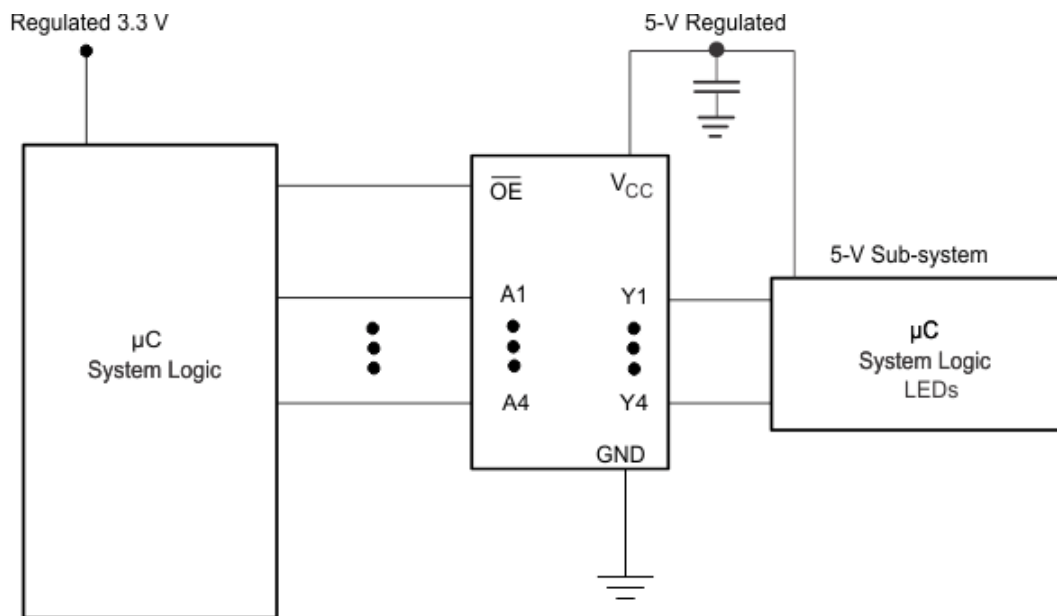 Regulated 3.3 V
5-V Regulated
O̅E̅
VCC
5-V Sub-system
A1
Y1
µC
System Logic
µC
System Logic
LEDs
A4
Y4
GND